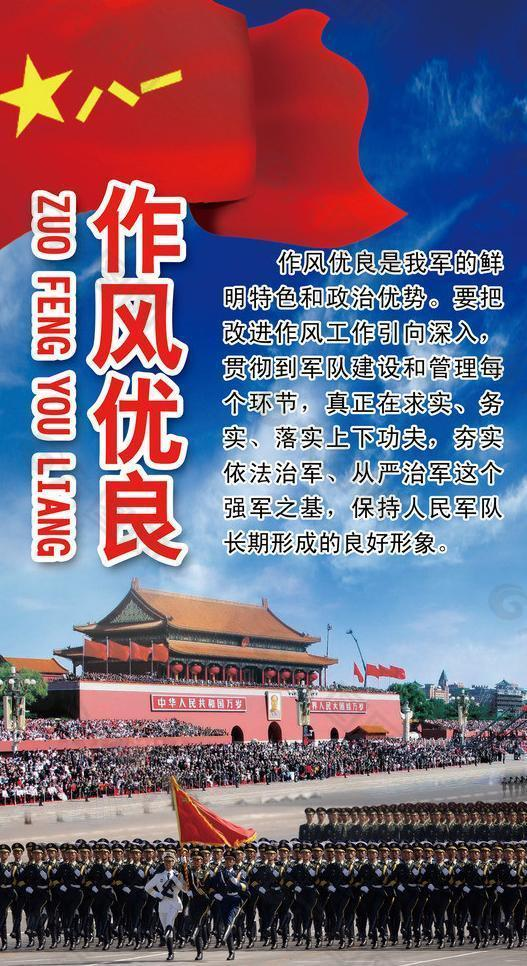 八一
作风优良
ZUO FENG YOU LIANG
作风优良是我军的鲜
明特色和政治优势。要把
改进作风工作引向深入，
贯彻到军队建设和管理每
个环节，真正在求实、务
实、落实上下功夫，夯实
依法治军、从严治军这个
强军之基，保持人民军队
长期形成的良好形象。
中华人民共和国万岁
界人民大团结万岁